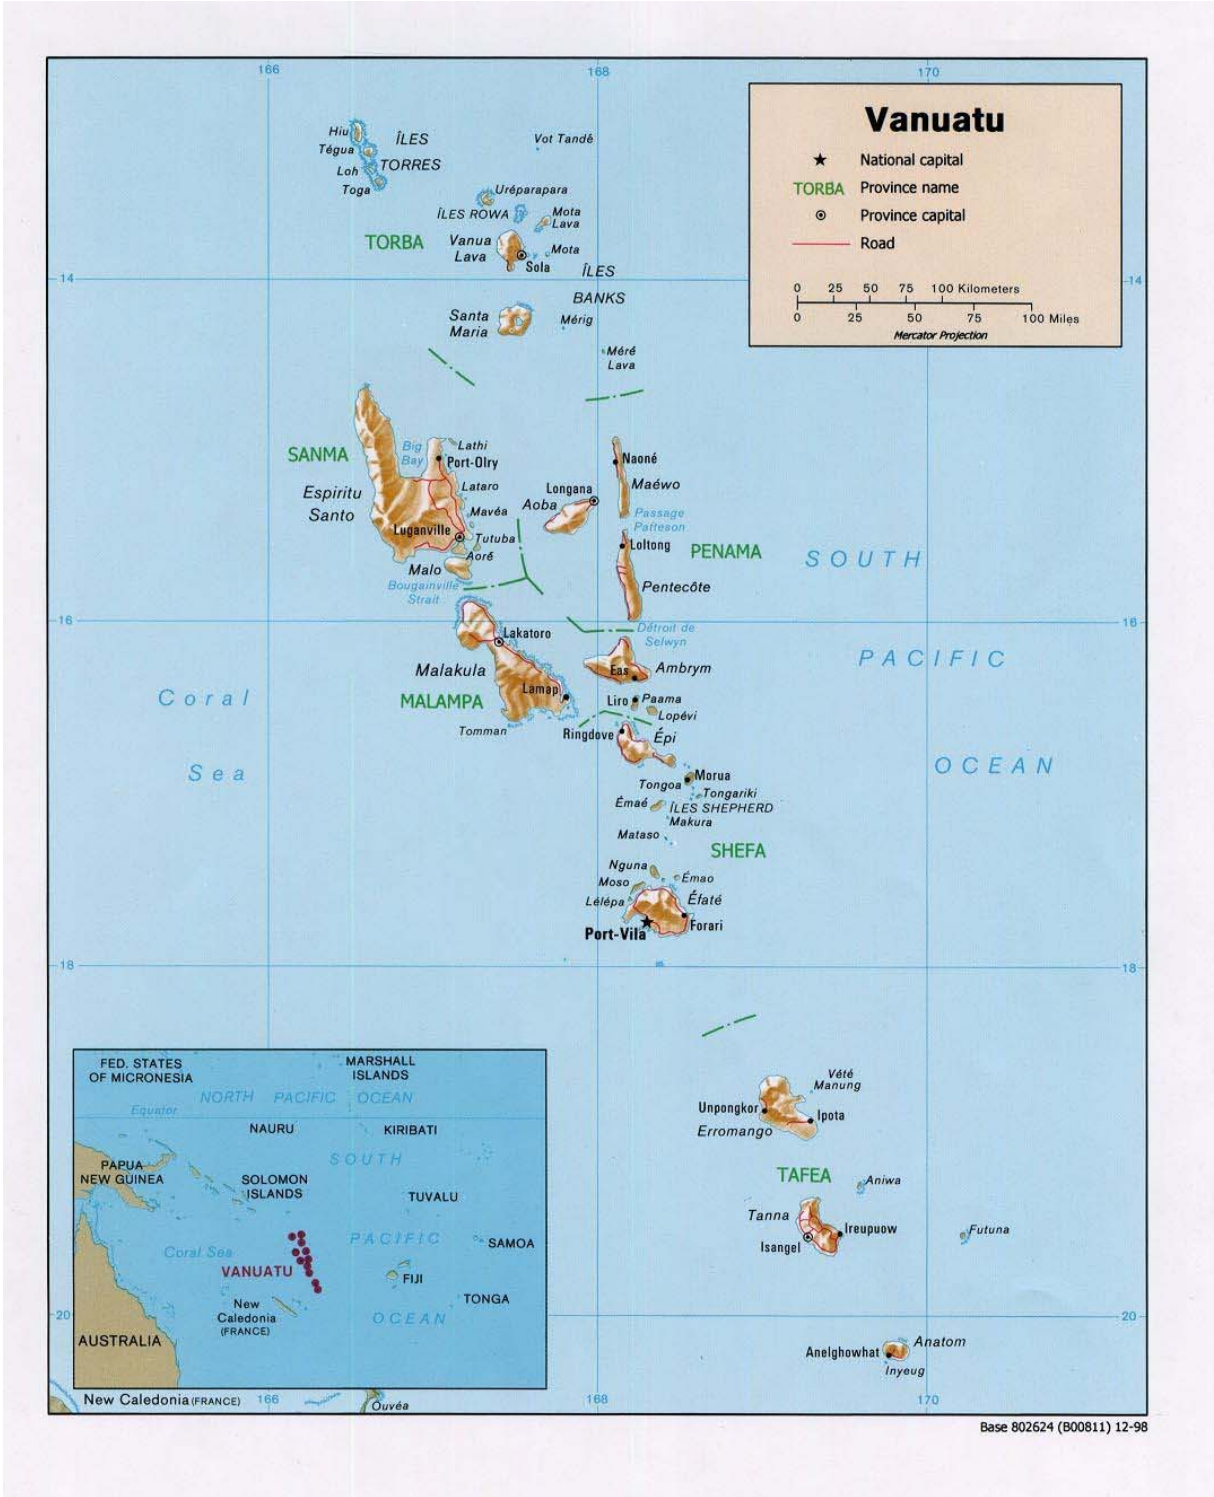 166
168
170
Vanuatu
National capital
TORBA Province name
Province capital
Road
0 25 50 75 100 Kilometers
0 25 50 75 100 Miles
Mercator Projection
Hiu
Tégua
Loh
Toga
ÎLES
TORRES
Vot Tandé
Uréparapara
ÎLES ROWA
Mota
Lava
TORBA
Vanua
Lava
Mota
Sola
ÎLES
BANKS
14
14
Santa
Maria
Mérig
Méré
Lava
SANMA
Big
Bay
Lathi
Port-Olry
Espiritu
Santo
Lataro
Mavéa
Luganville
Tutuba
Aoré
Malo
Bougainville
Strait
Longana
Aoba
Naoné
Maéwo
Passage
Patteson
Loltong
PENAMA
Pentecôte
SOUTH
PACIFIC
OCEAN
16
16
Détroit de
Selwyn
Lakatoro
Malakula
MALAMPA
Lamap
Tomman
Eas
Ambrym
Liro
Paama
Lopévi
Ringdove
Épi
Coral
Sea
Morua
Tongoa
Tongariki
Émaé
ÎLES SHEPHERD
Makura
Mataso
SHEFA
Nguna
Émao
Moso
Lélépa
Éfaté
Forari
Port-Vila
18
18
Vété
Manung
Unpongkor
Ipota
Erromango
TAFEA
Aniwa
Tanna
Ireupuow
Isangel
Futuna
20
20
Anatom
Anelghowhat
Inyeug
FED. STATES
OF MICRONESIA
MARSHALL
ISLANDS
NORTH PACIFIC OCEAN
Equator
NAURU
KIRIBATI
SOUTH
PAPUA
NEW GUINEA
SOLOMON
ISLANDS
TUVALU
PACIFIC
Coral Sea
SAMOA
VANUATU
FIJI
New
Caledonia
(FRANCE)
TONGA
OCEAN
AUSTRALIA
New Caledonia (FRANCE)
166
Ouvéa
168
170
Base 802624 (B00811) 12-98